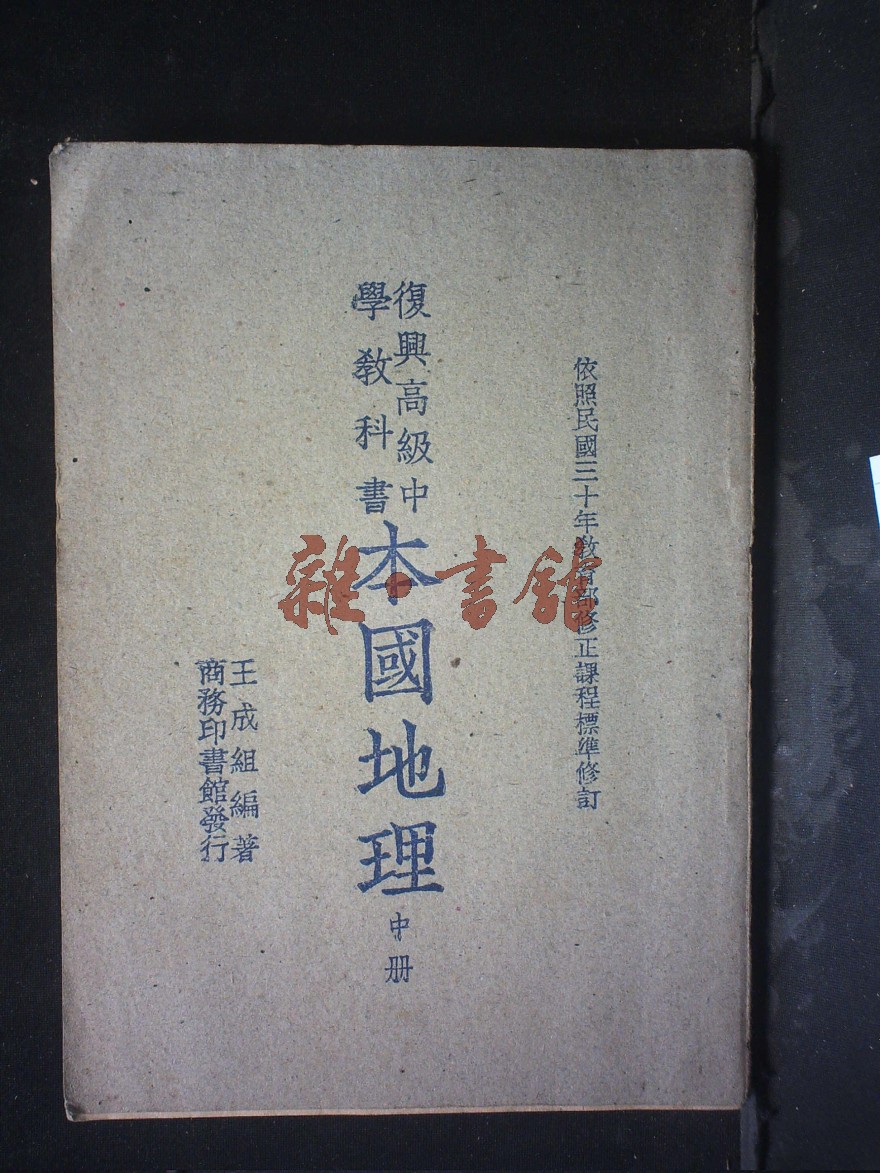 依照民國三十年教育部修正課程標準修訂
復興高級中
學教科書
本國地理
中册
王成組編著
商務印書館發行
雜·書館